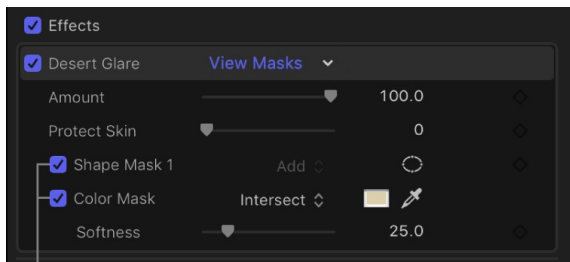 Effects
Desert Glare View Masks
Amount 100.0
Protect Skin 0
Shape Mask 1 Add
Color Mask Intersect
Softness 25.0